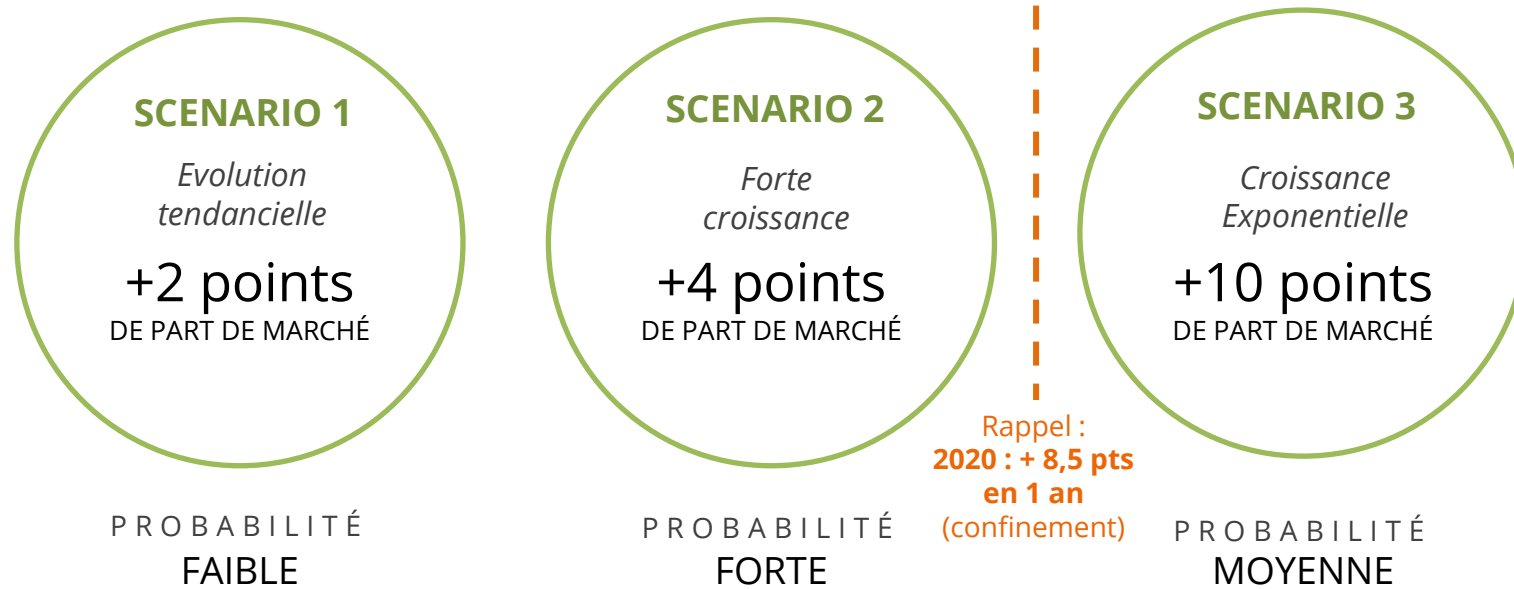 SCENARIO 1
Evolution
tendancielle
+2 points
DE PART DE MARCHÉ
PROBABILITÉ
FAIBLE
SCENARIO 2
Forte
croissance
+4 points
DE PART DE MARCHÉ
PROBABILITÉ
FORTE
Rappel :
2020 : + 8,5 pts
en 1 an
(confinement)
SCENARIO 3
Croissance
Exponentielle
+10 points
DE PART DE MARCHÉ
PROBABILITÉ
MOYENNE